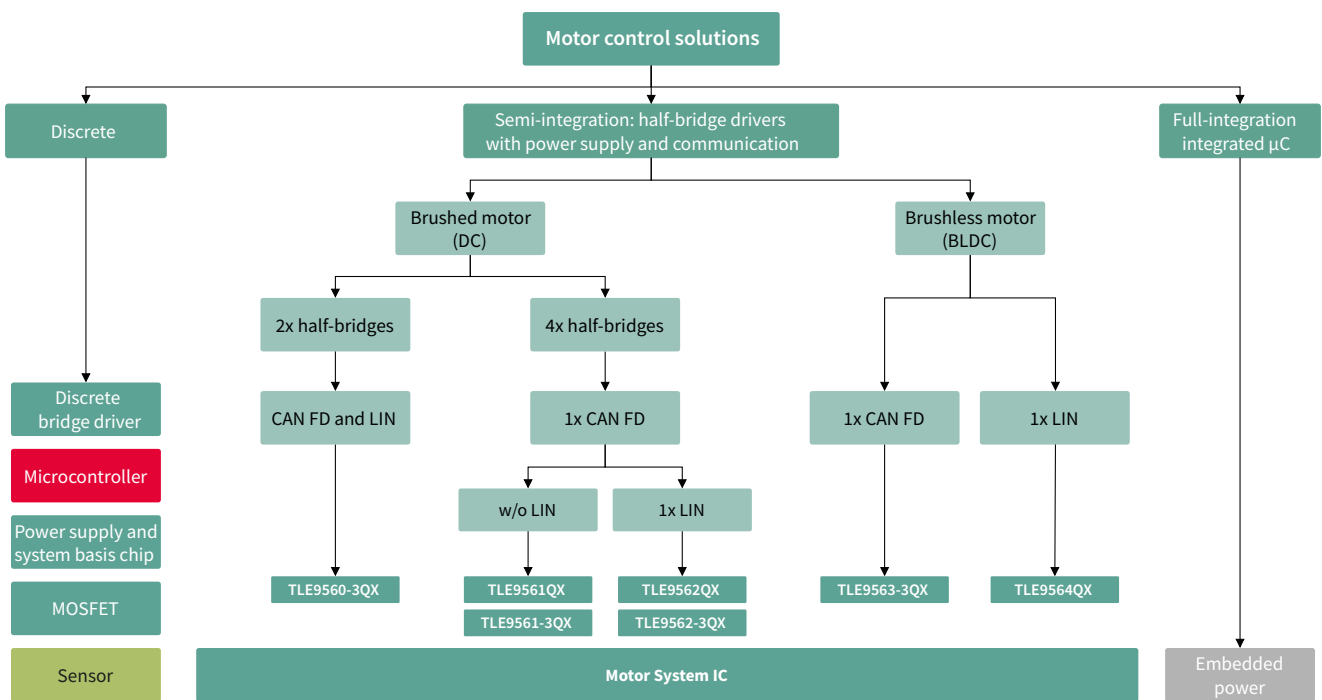 Motor control solutions
Discrete
Semi-integration: half-bridge drivers
with power supply and communication
Full-integration
integrated µC
Brushed motor
(DC)
Brushless motor
(BLDC)
2x half-bridges
4x half-bridges
Discrete
bridge driver
CAN FD and LIN
1x CAN FD
1x CAN FD
1x LIN
Microcontroller
w/o LIN
1x LIN
Power supply and
system basis chip
TLE9560-3QX
TLE9561QX
TLE9562QX
TLE9563-3QX
TLE9564QX
MOSFET
TLE9561-3QX
TLE9562-3QX
Sensor
Motor System IC
Embedded
power